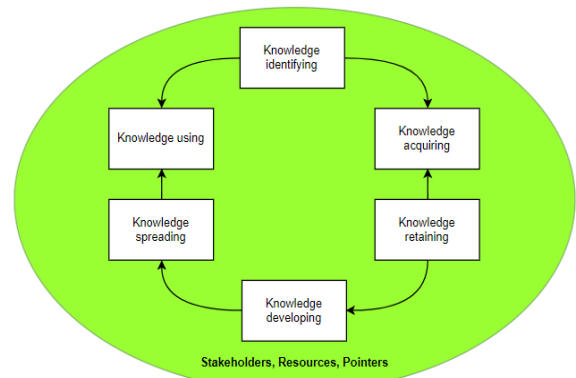 Knowledge
identifying
Knowledge using
Knowledge
acquiring
Knowledge
spreading
Knowledge
retaining
Knowledge
developing
Stakeholders, Resources, Pointers